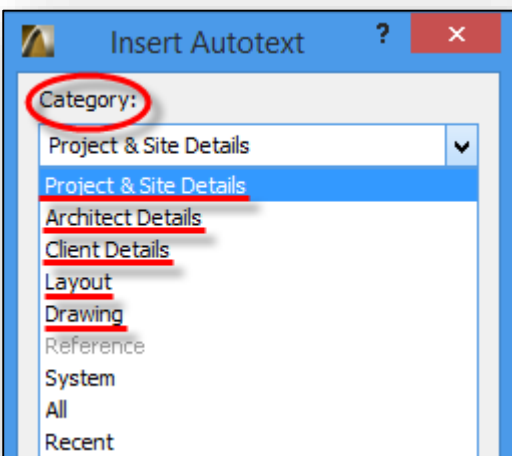 Insert Autotext ?
Category:
Project & Site Details
Project & Site Details
Architect Details
Client Details
Layout
Drawing
Reference
System
All
Recent